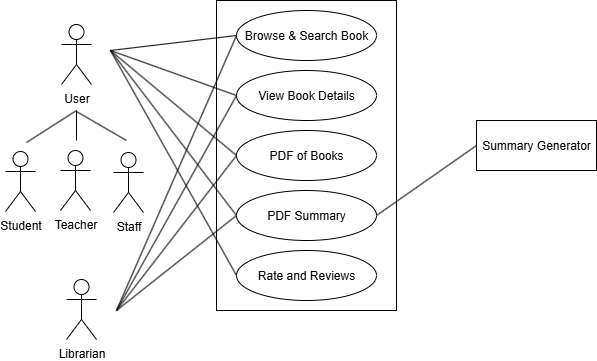 Browse & Search Book
User
View Book Details
PDF of Books
Summary Generator
Student
Teacher
Staff
PDF Summary
Rate and Reviews
Librarian